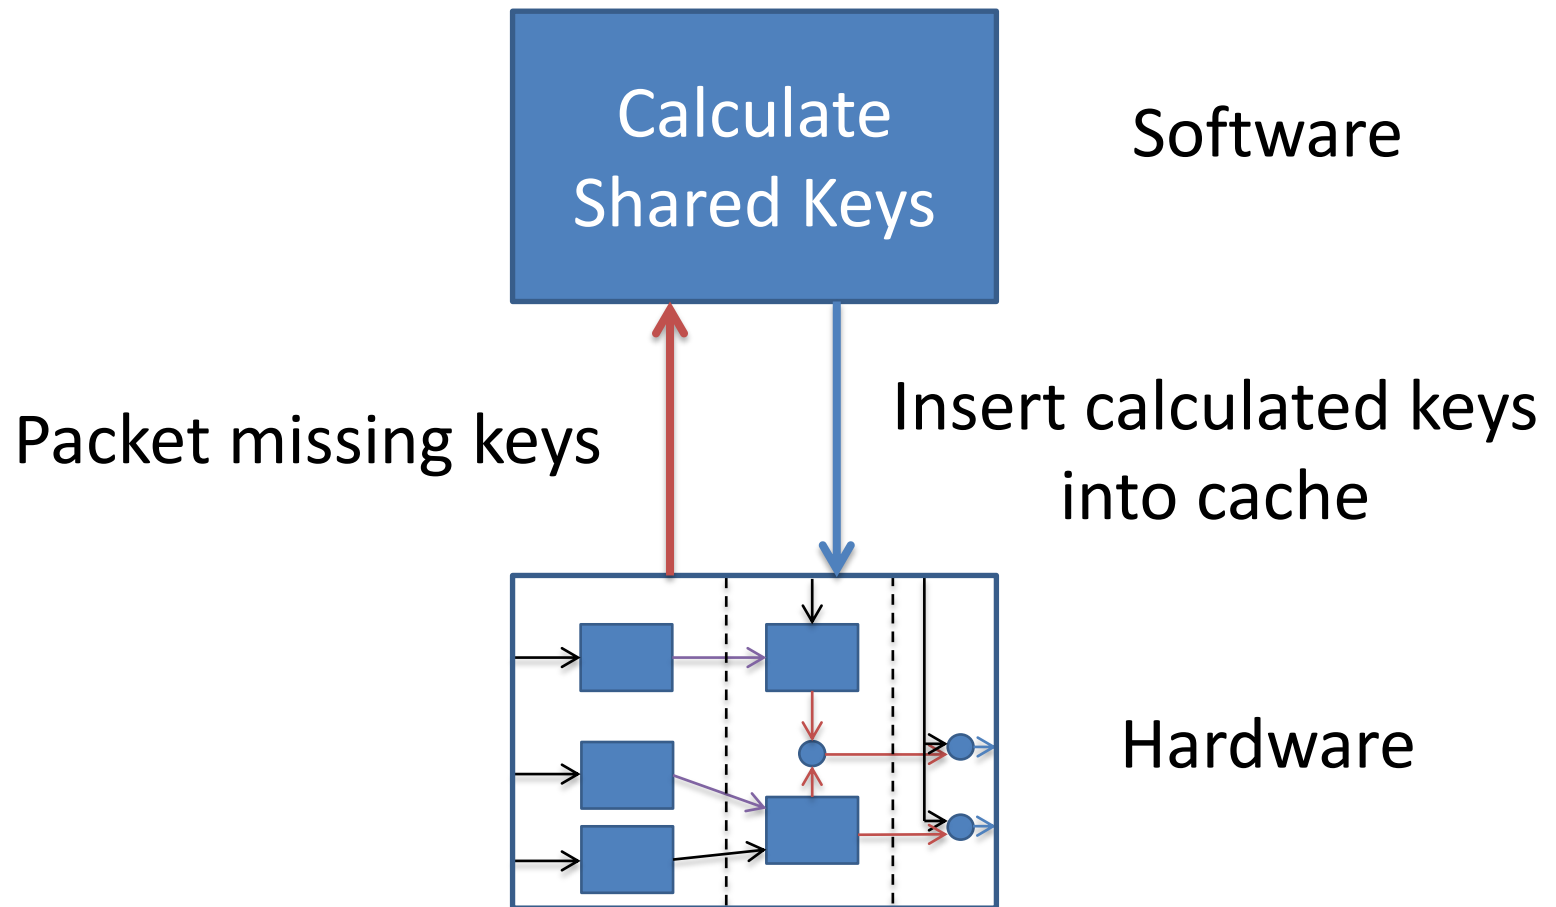 Calculate
Shared Keys
Software
Packet missing keys
Insert calculated keys
into cache
Hardware